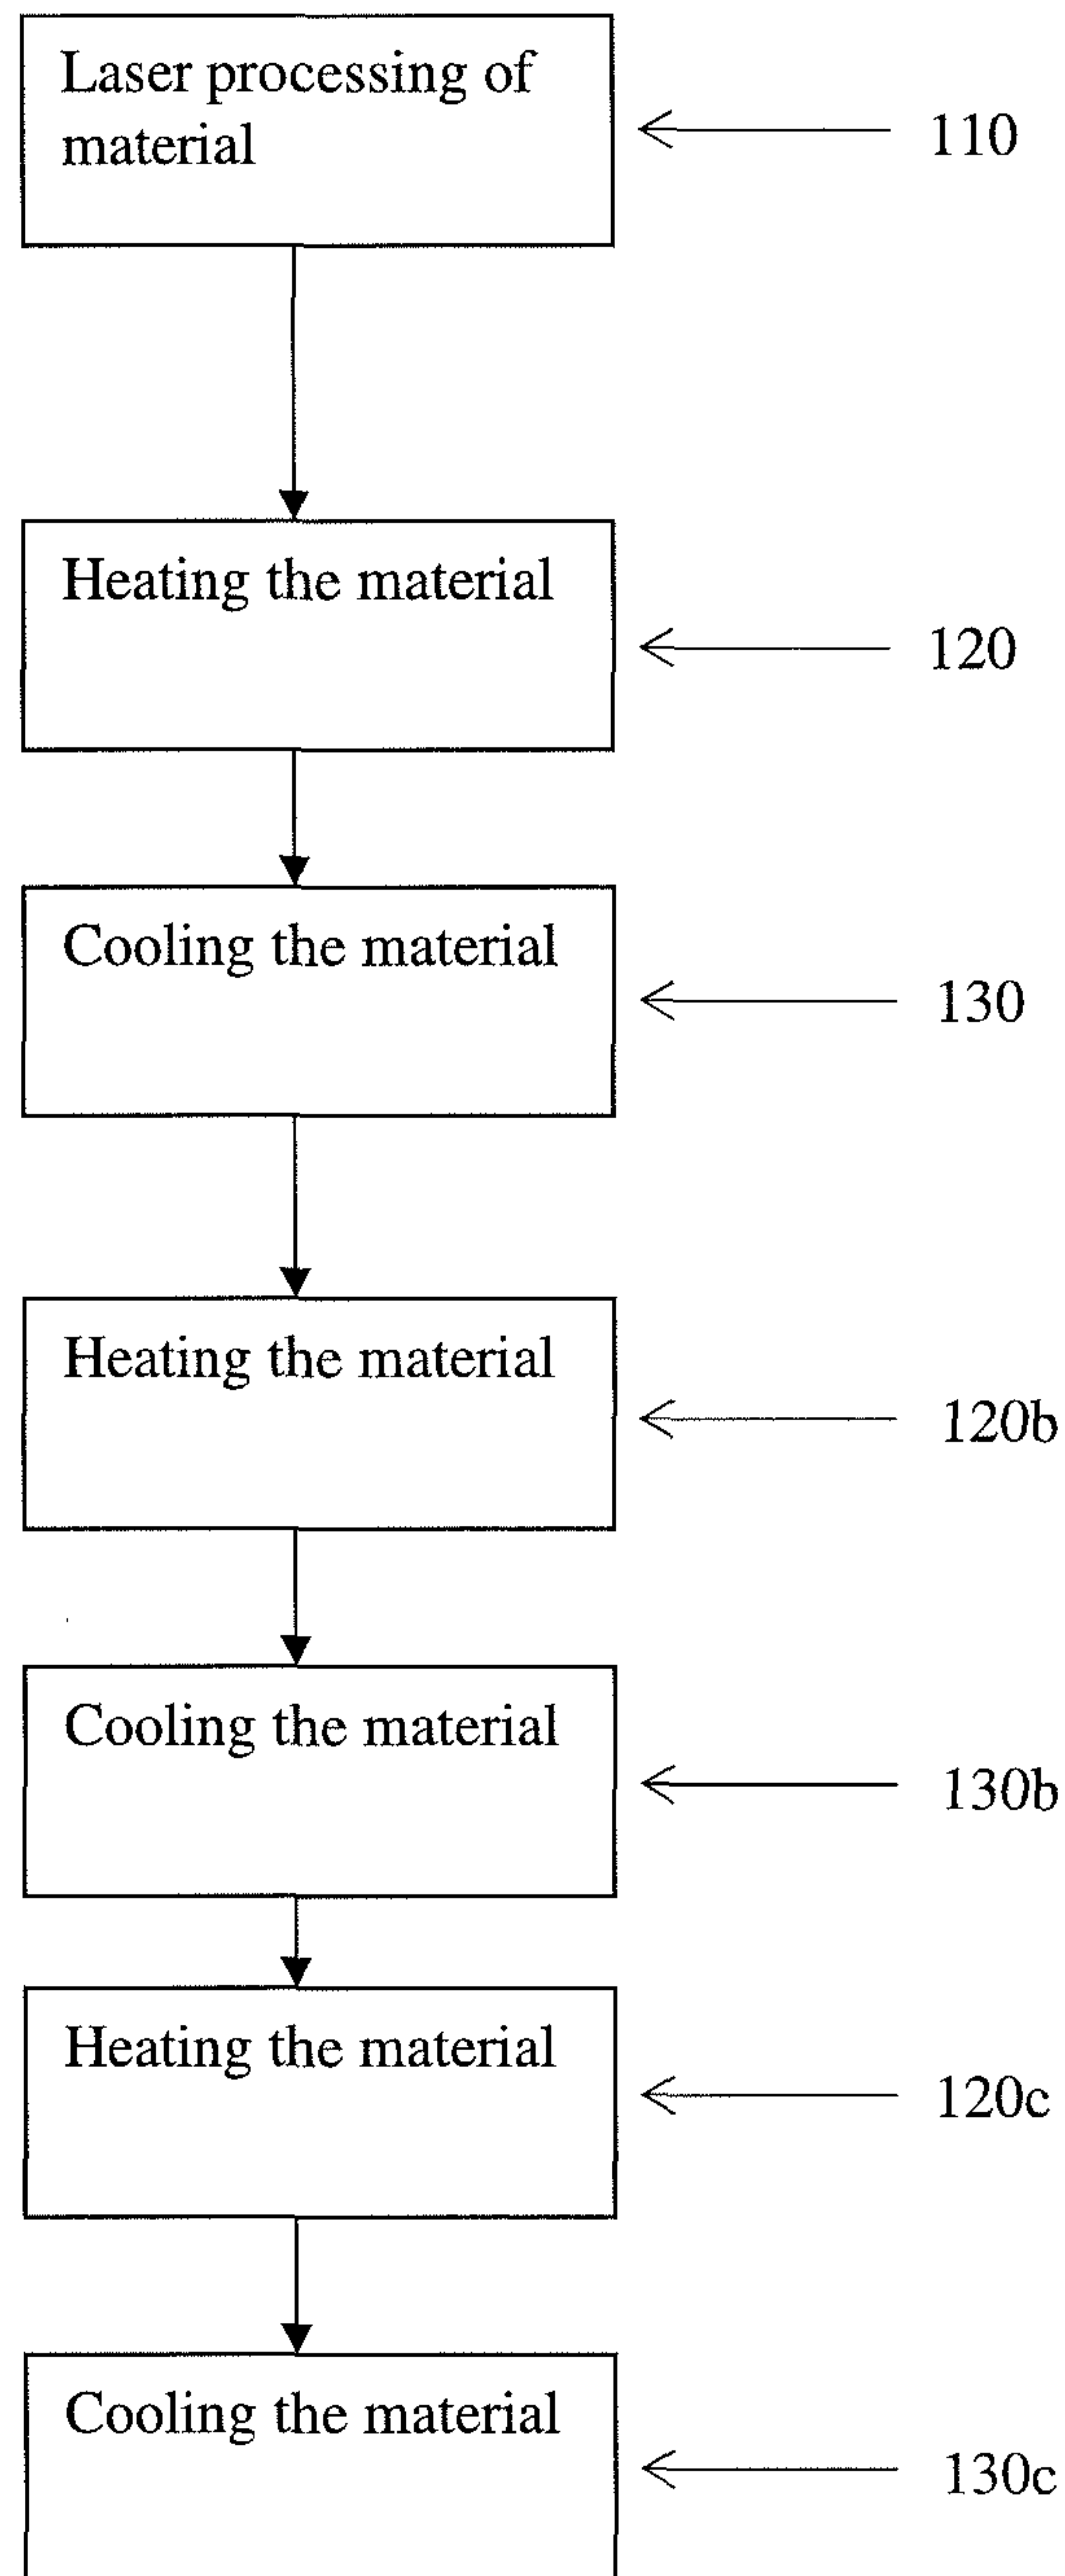 Laser processing of
material
110
Heating the material
120
Cooling the material
130
Heating the material
120b
Cooling the material
130b
Heating the material
120c
Cooling the material
130c